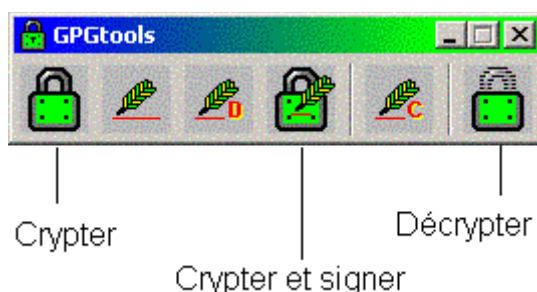 GPGtools
D
C
Crypter
Décrypter
Crypter et signer